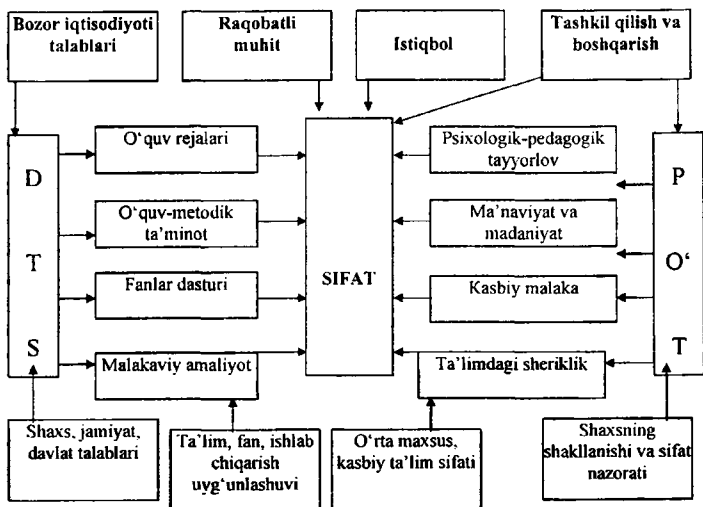 Bozor iqtisodiyoti
talablari
Raqobatli
muhit
Istiqbol
Tashkil qilish va
boshqarish
D
T
S
O‘quv rejalari
O‘quv-metodik
ta’minot
Fanlar dasturi
Malakaviy amaliyot
SIFAT
Psixologik-pedagogik
tayyorlov
Ma’naviyat va
madaniyat
Kasbiy malaka
Ta’limdagi sheriklik
P
O‘
T
Shaxs, jamiyat,
davlat talablari
Ta’lim, fan, ishlab
chiqarish
uyg‘unlashuvi
O‘rta maxsus,
kasbiy ta’lim sifati
Shaxsning
shakllanishi va sifat
nazorati